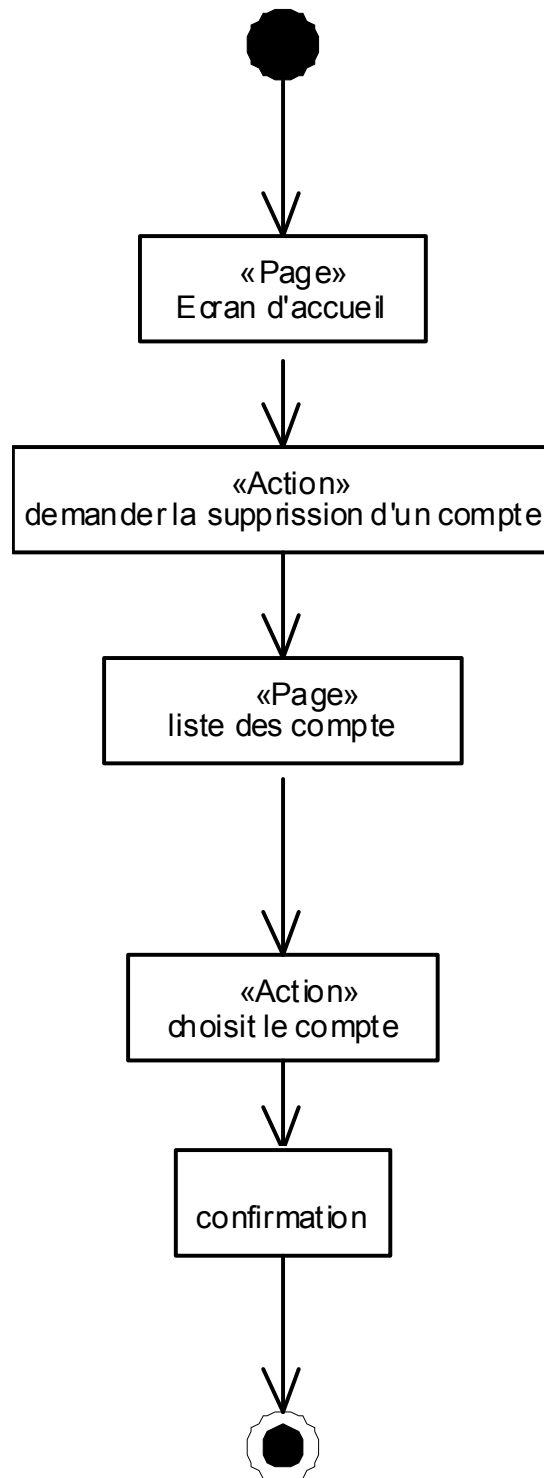 «Page»
Ecran d'accueil
«Action»
demander la supprission d'un compte
«Page»
liste des compte
«Action»
choisit le compte
confirmation